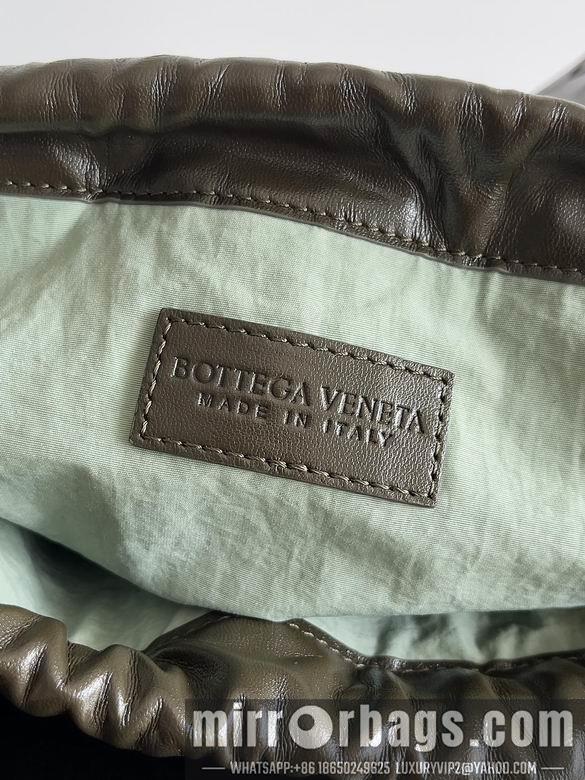 BOTTEGA VENETA
MADE IN ITALY
mirrorbags.com
WHATSAPP:+86 18650249625 LUXURYVIP2@YAHOO.COM